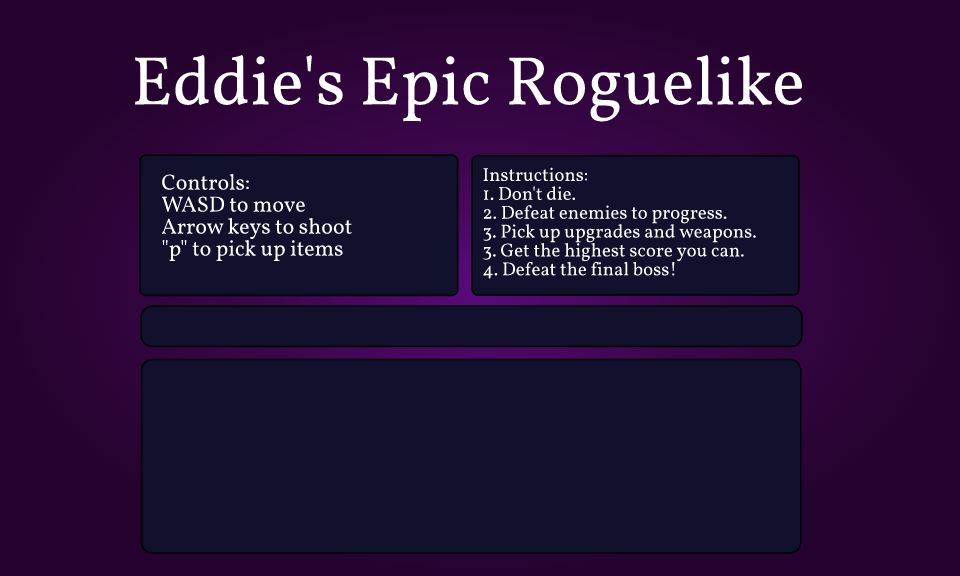 Eddie's Epic Roguelike
Controls:
WASD to move
Arrow keys to shoot
"p" to pick up items
Instructions:
1. Don't die.
2. Defeat enemies to progress.
3. Pick up upgrades and weapons.
3. Get the highest score you can.
4. Defeat the final boss!